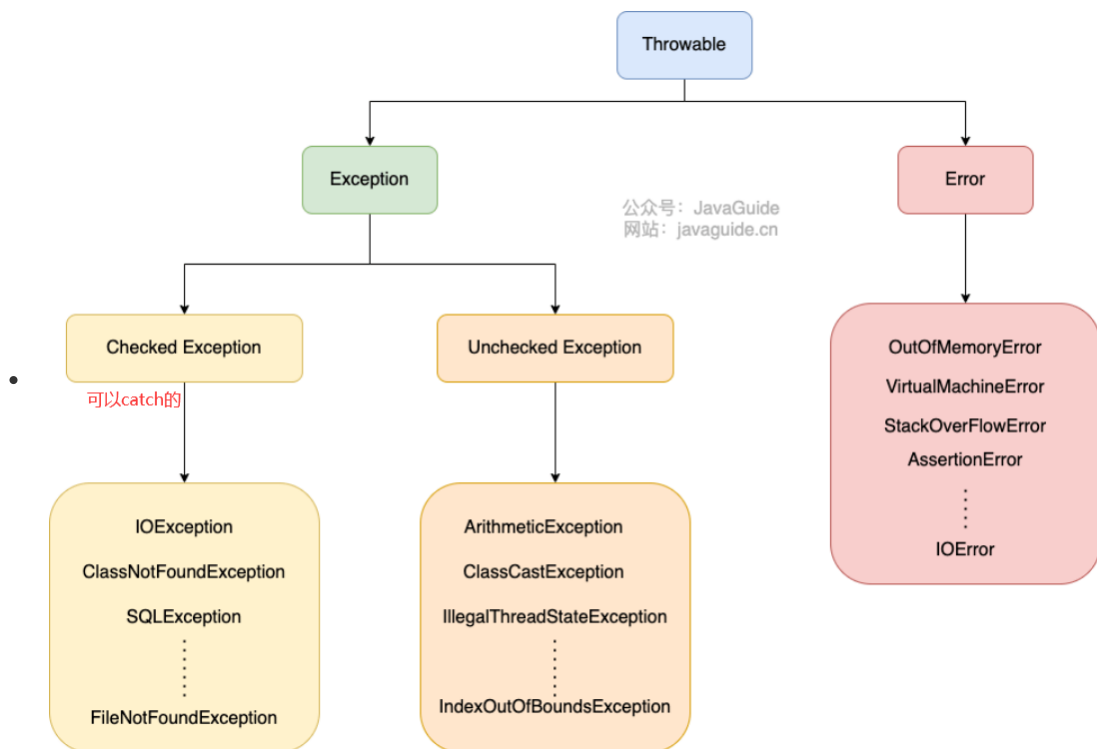 Throwable
Exception
Error
公众号：JavaGuide
网站：javaguide.cn
Checked Exception
Unchecked Exception
可以catch的
IOException
ClassNotFoundException
SQLException
FileNotFoundException
ArithmeticException
ClassCastException
IllegalThreadStateException
IndexOutOfBoundsException
OutOfMemoryError
VirtualMachineError
StackOverFlowError
AssertionError
IOError